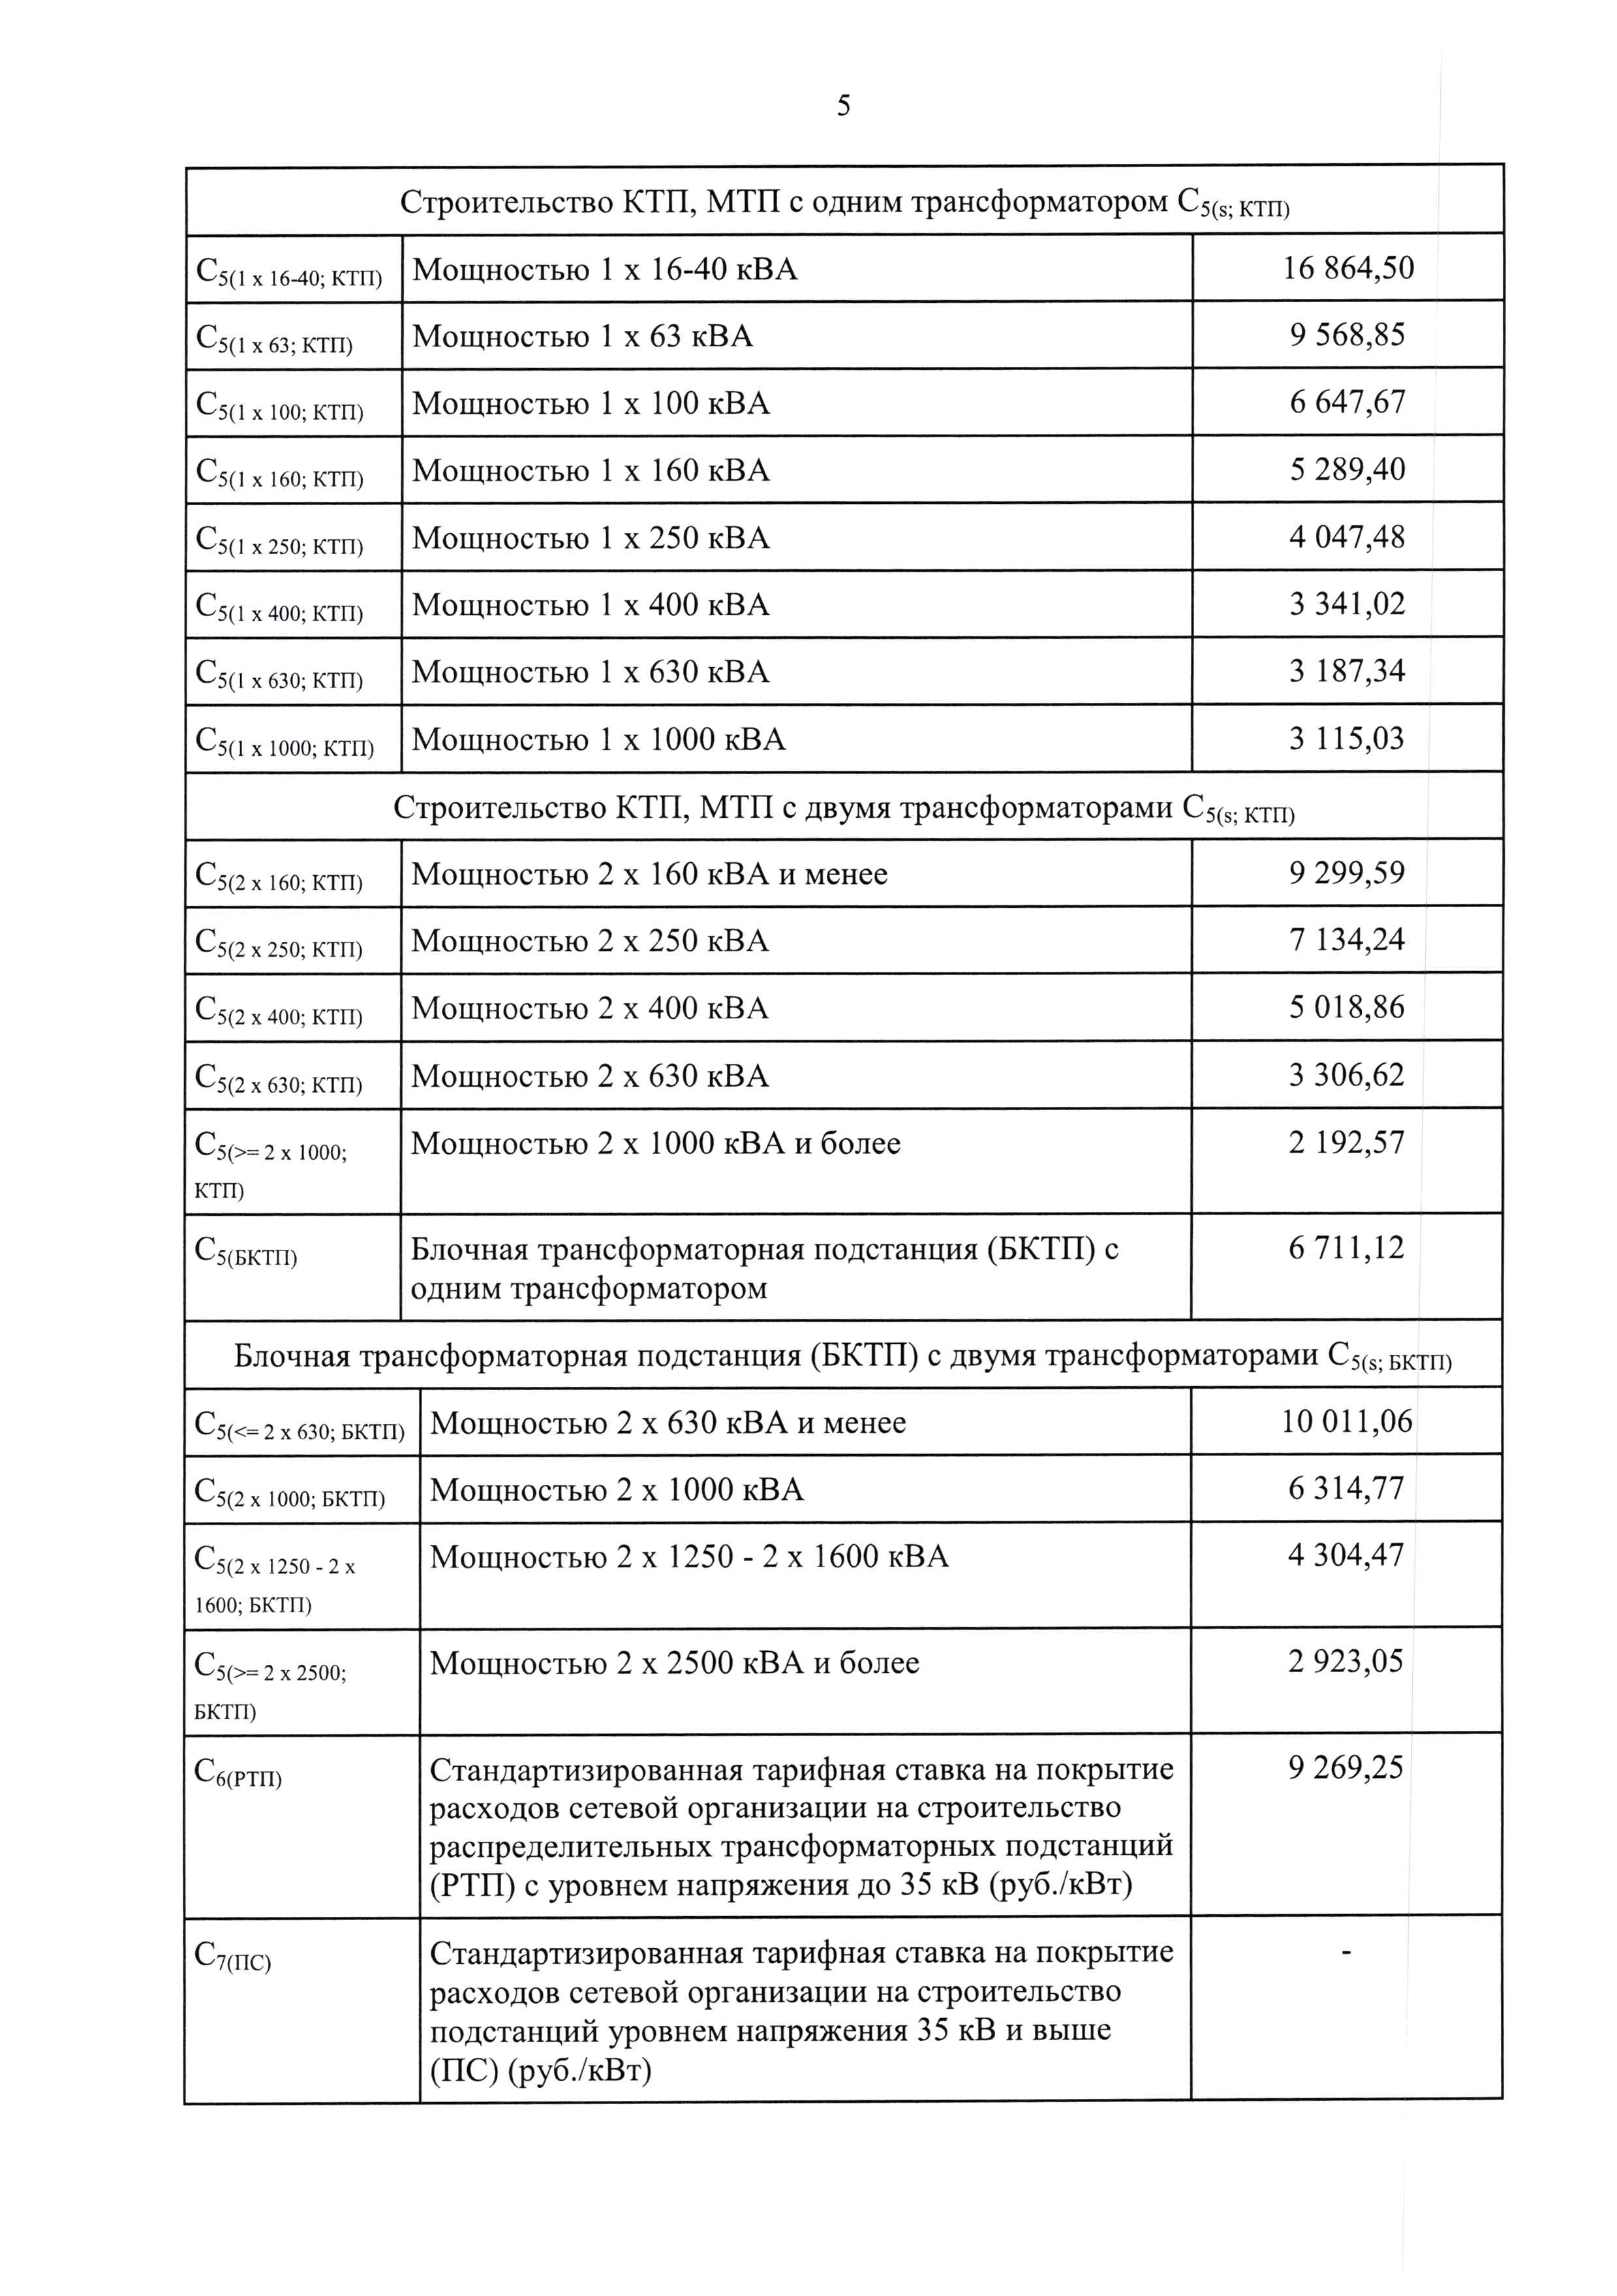 5
Строительство КТП, МТП с одним трансформатором С5(s; КТП)
С5(1 х 16-40; КТП) Мощностью 1 х 16-40 кВА 16 864,50
С5(1 х 63; КТП) Мощностью 1 х 63 кВА 9 568,85
С5(1 х 100; КТП) Мощностью 1 х 100 кВА 6 647,67
С5(1 х 160; КТП) Мощностью 1 х 160 кВА 5 289,40
С5(1 х 250; КТП) Мощностью 1 х 250 кВА 4 047,48
С5(1 х 400; КТП) Мощностью 1 х 400 кВА 3 341,02
С5(1 х 630; КТП) Мощностью 1 х 630 кВА 3 187,34
С5(1 х 1000; КТП) Мощностью 1 х 1000 кВА 3 115,03
Строительство КТП, МТП с двумя трансформаторами С5(s; КТП)
С5(2 х 160; КТП) Мощностью 2 х 160 кВА и менее 9 299,59
С5(2 х 250; КТП) Мощностью 2 х 250 кВА 7 134,24
С5(2 х 400; КТП) Мощностью 2 х 400 кВА 5 018,86
С5(2 х 630; КТП) Мощностью 2 х 630 кВА 3 306,62
С5(>= 2 х 1000; Мощностью 2 х 1000 кВА и более 2 192,57
КТП)
С5(БКТП) Блочная трансформаторная подстанция (БКТП) с 6 711,12
одним трансформатором
Блочная трансформаторная подстанция (БКТП) с двумя трансформаторами С5(s; БКТП)
С5(<= 2 х 630; БКТП) Мощностью 2 х 630 кВА и менее 10 011,06
С5(2 х 1000; БКТП) Мощностью 2 х 1000 кВА 6 314,77
С5(2 х 1250 - 2 х Мощностью 2 х 1250 - 2 х 1600 кВА 4 304,47
1600; БКТП)
С5(>= 2 х 2500; Мощностью 2 х 2500 кВА и более 2 923,05
БКТП)
С6(РТП) Стандартизированная тарифная ставка на покрытие 9 269,25
расходов сетевой организации на строительство
распределительных трансформаторных подстанций
(РТП) с уровнем напряжения до 35 кВ (руб./кВт)
С7(ПС) Стандартизированная тарифная ставка на покрытие -
расходов сетевой организации на строительство
подстанций уровнем напряжения 35 кВ и выше
(ПС) (руб./кВт)